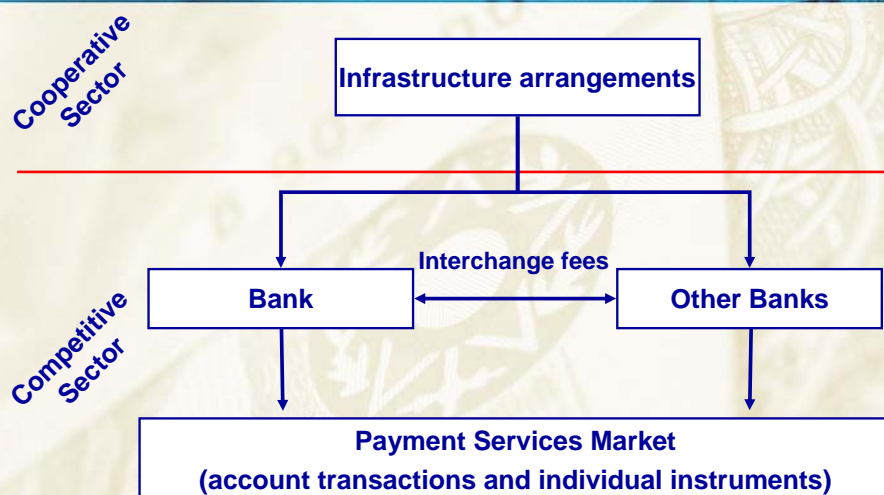 Cooperative
Sector
Infrastructure arrangements
Interchange fees
Bank
Other Banks
Competitive
Sector
Payment Services Market
(account transactions and individual instruments)